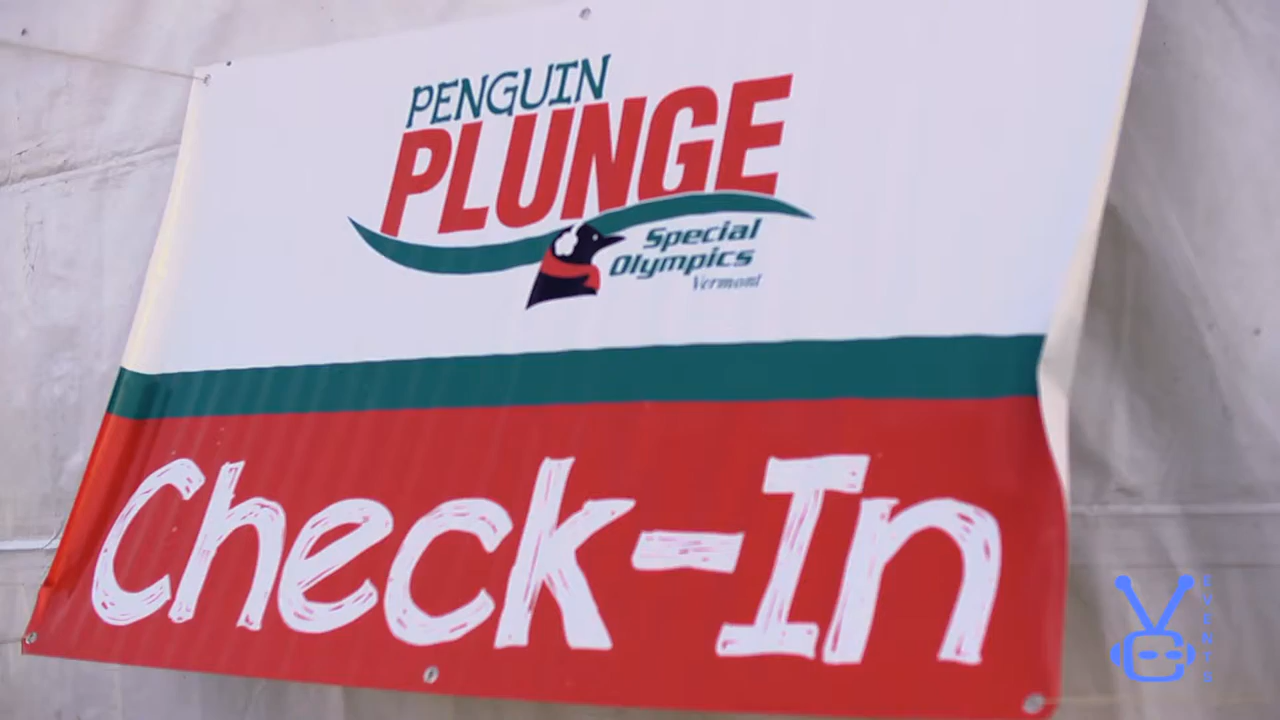 PENGUIN
PLUNGE
Special
Olympics
Vermont
Check-In